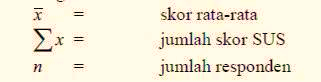 x̅ = skor rata-rata
∑x = jumlah skor SUS
n = jumlah responden